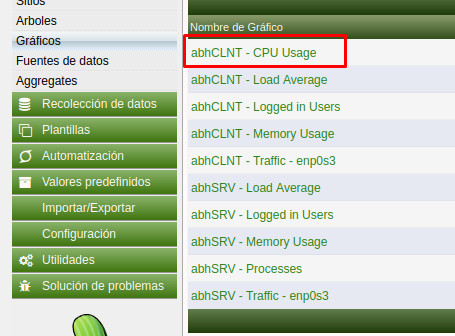 Sitios
Árboles
Gráficos
Fuentes de datos
Aggregates
Recolección de datos
Plantillas
Automatización
Valores predefinidos
Importar/Exportar
Configuración
Utilidades
Solución de problemas
Nombre de Gráfico
abhCLNT - CPU Usage
abhCLNT - Load Average
abhCLNT - Logged in Users
abhCLNT - Memory Usage
abhCLNT - Traffic - enp0s3
abhSRV - Load Average
abhSRV - Logged in Users
abhSRV - Memory Usage
abhSRV - Processes
abhSRV - Traffic - enp0s3